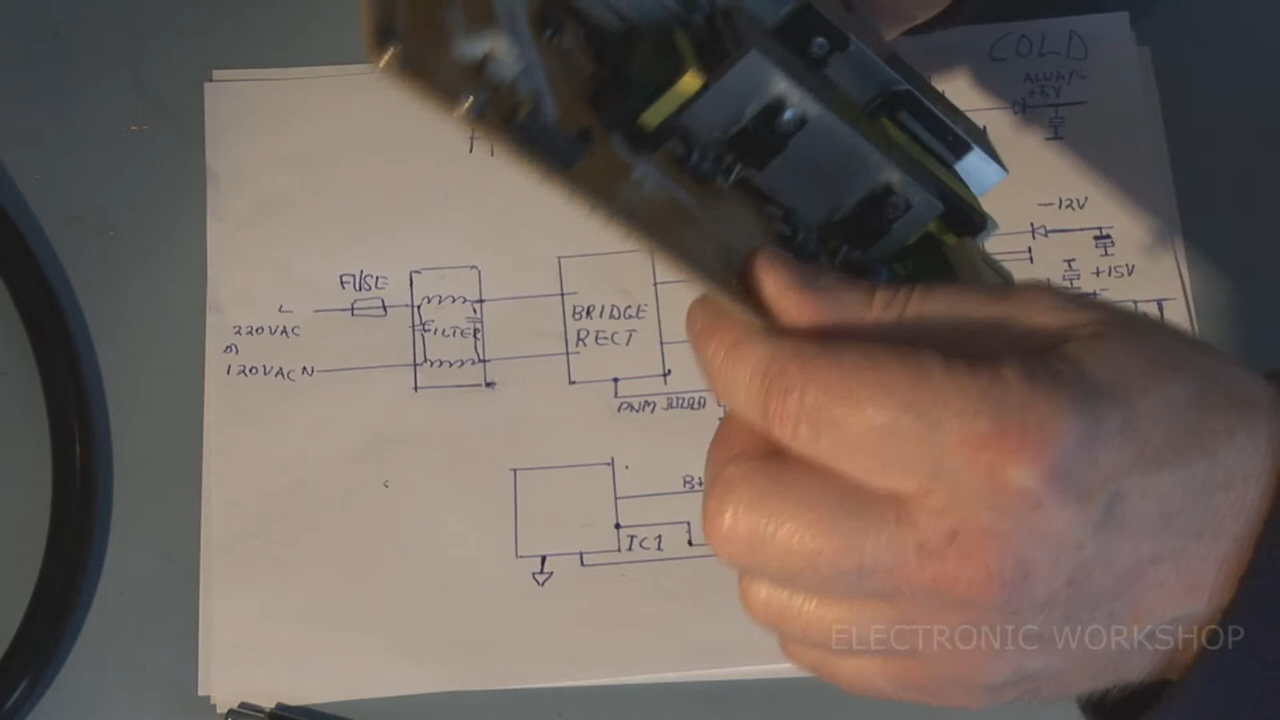 COLD
ALWAYS
+5V
-12V
+15V
FUSE
L
220VAC
120VAC N
FILTER
BRIDGE
RECT
B+
IC1
ELECTRONIC WORKSHOP